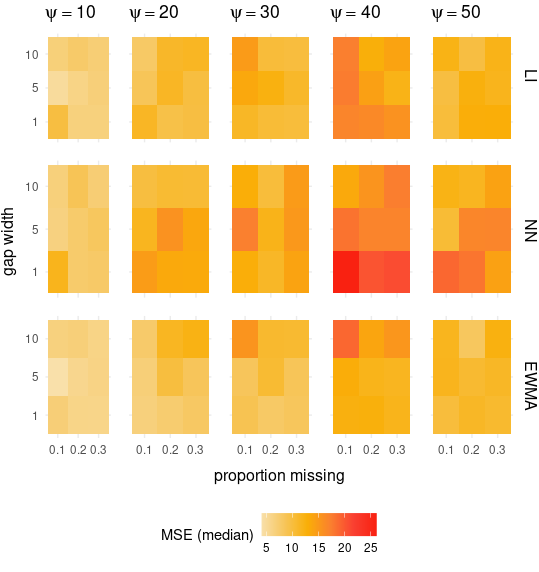 ψ = 10 ψ = 20 ψ = 30 ψ = 40 ψ = 50
10
5
1
LI
10
5
1
NN
gap width
10
5
1
EWMA
0.1 0.2 0.3 0.1 0.2 0.3 0.1 0.2 0.3 0.1 0.2 0.3 0.1 0.2 0.3
proportion missing
MSE (median)
5 10 15 20 25